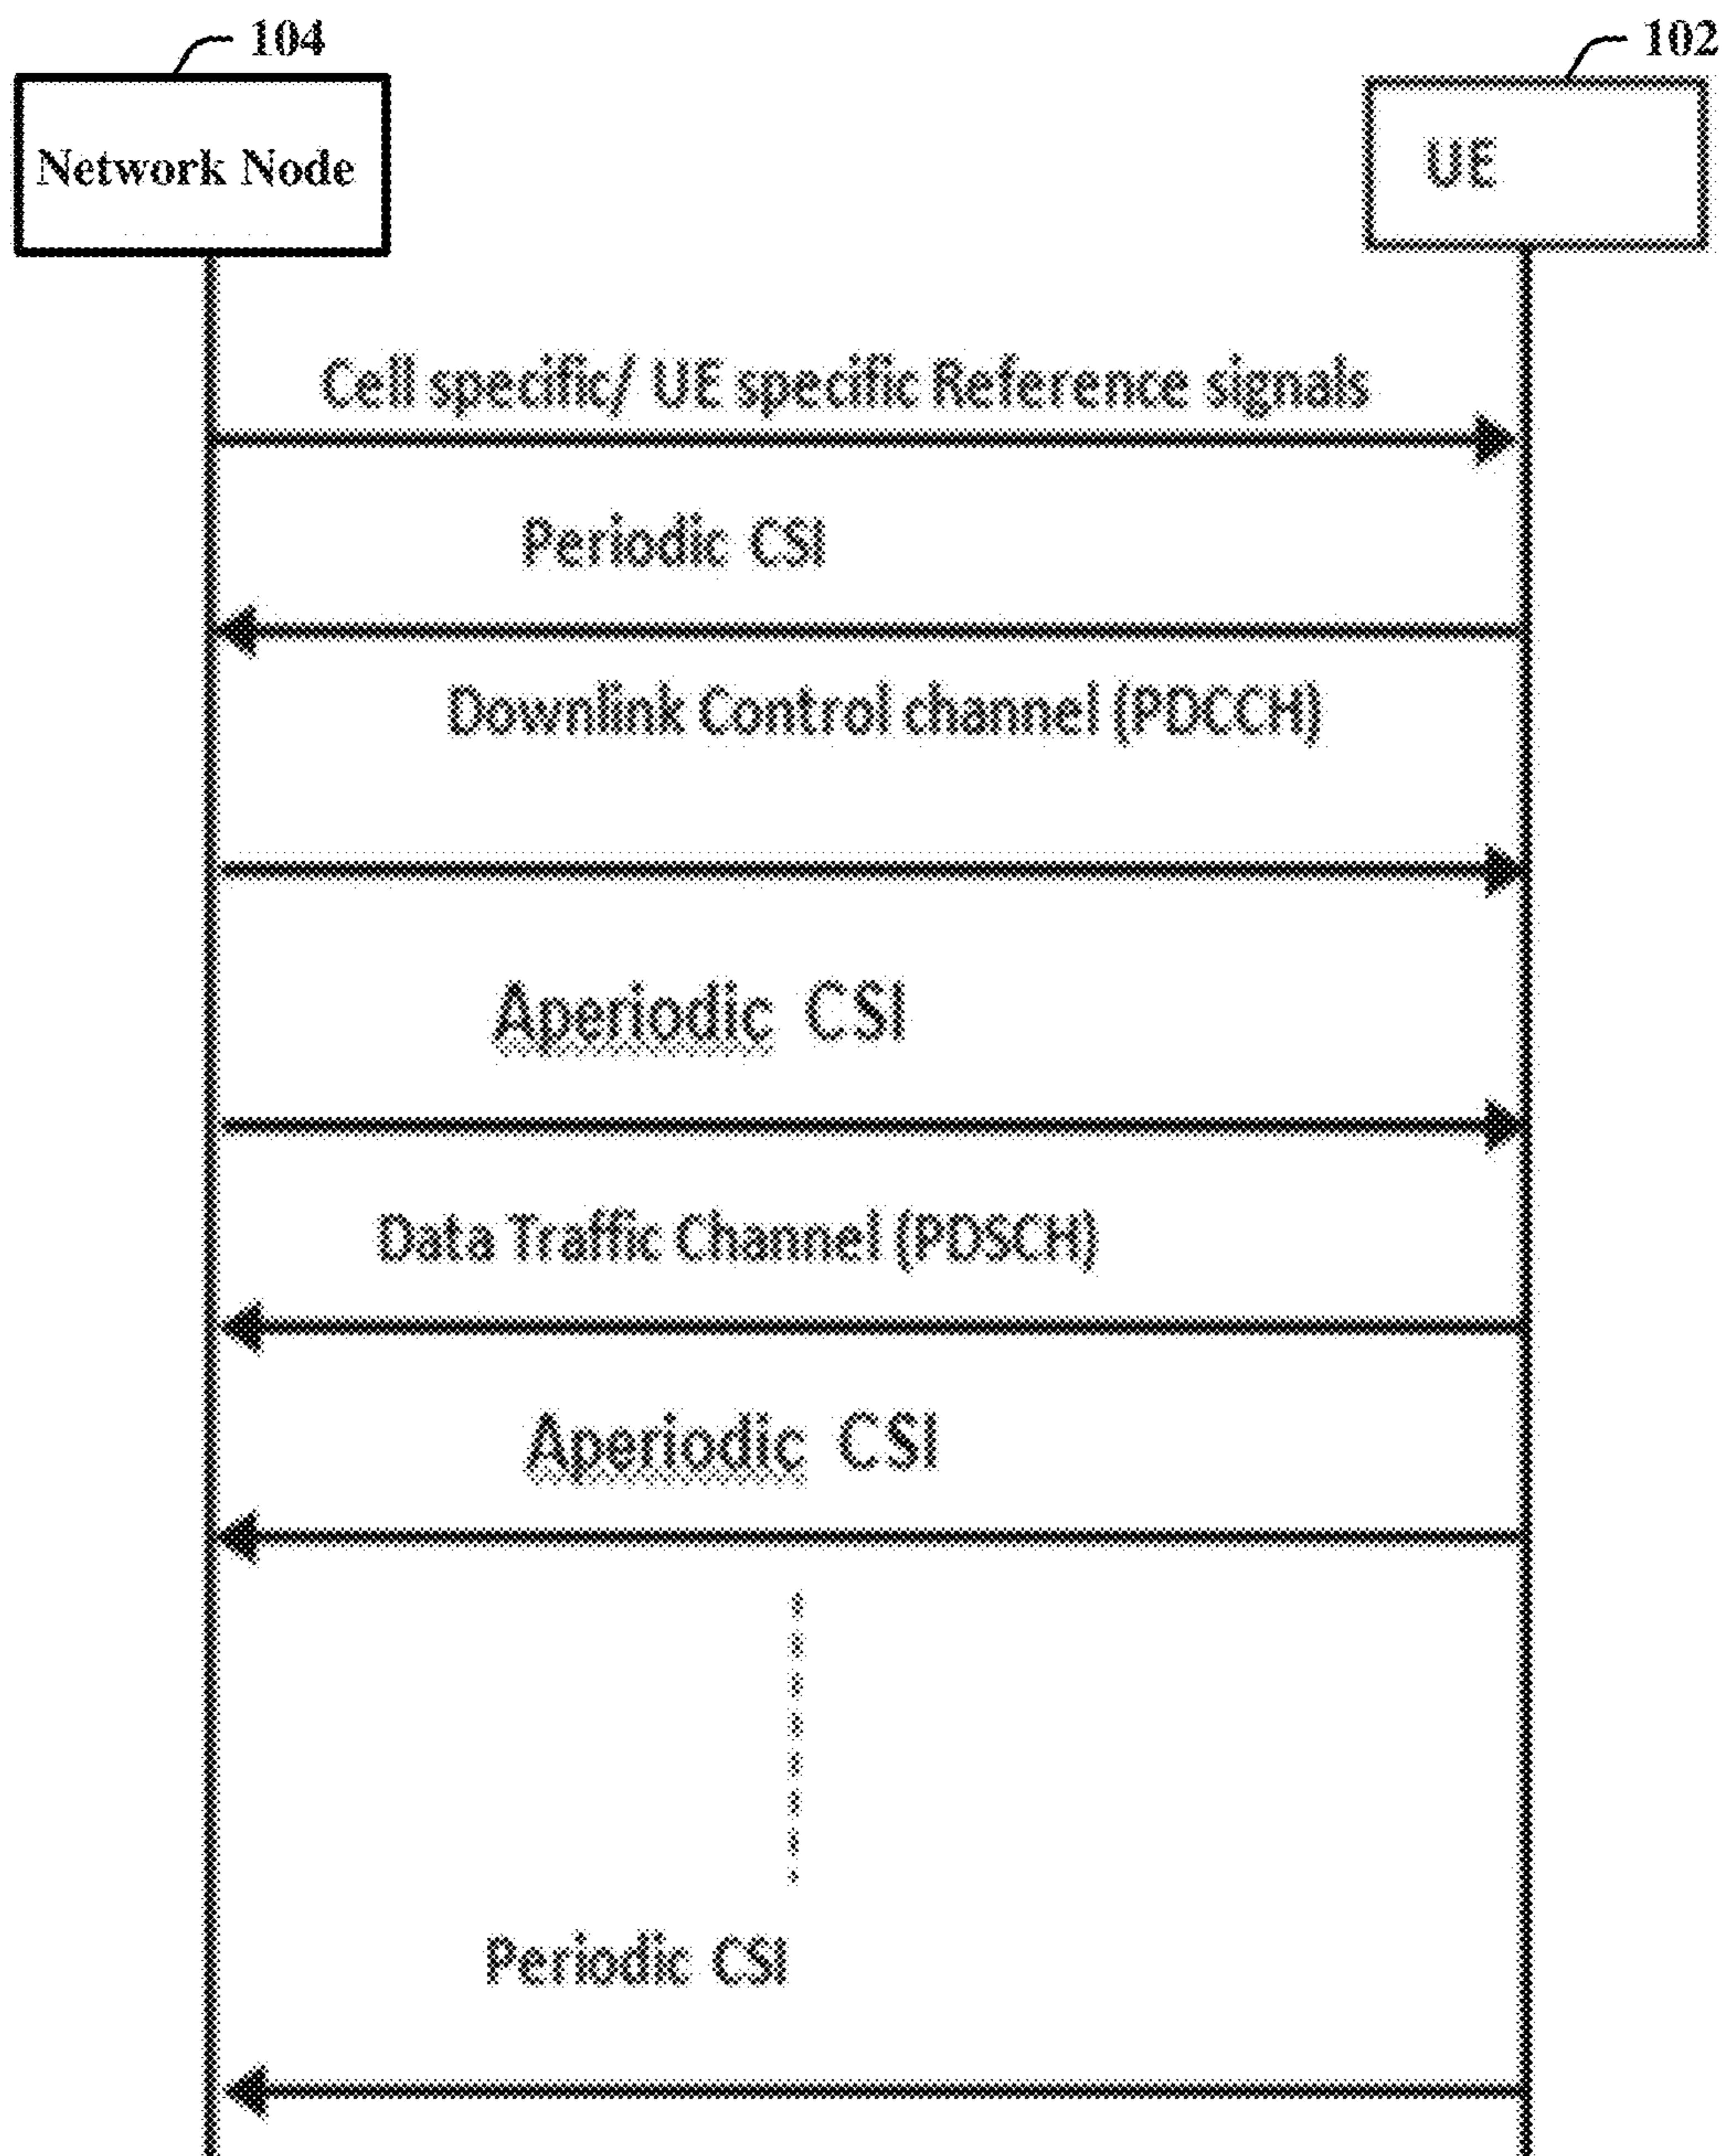 104
102
Network Node
UE
Cell specific/ UE specific Reference signals
Periodic CSI
Downlink Control channel (PDCCH)
Aperiodic CSI
Data Traffic Channel (PDSCH)
Aperiodic CSI
Periodic CSI